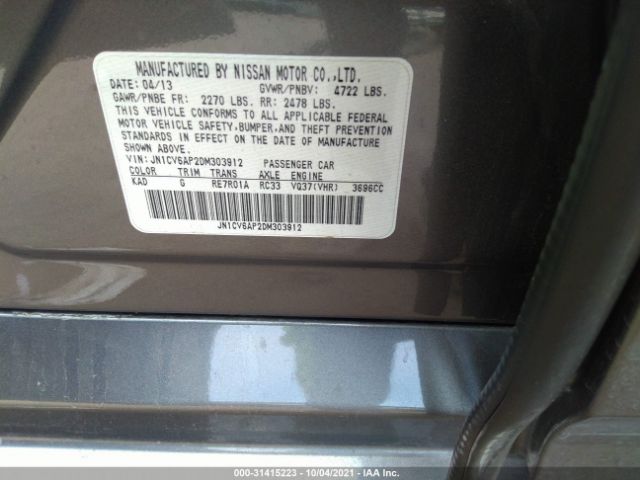 MANUFACTURED BY NISSAN MOTOR CO.,LTD.
DATE: 04/13 GVWR/PNBV: 4722 LBS.
GAWR/PNBE FR: 2270 LBS. RR: 2478 LBS.
THIS VEHICLE CONFORMS TO ALL APPLICABLE FEDERAL
MOTOR VEHICLE SAFETY, BUMPER, AND THEFT PREVENTION
STANDARDS IN EFFECT ON THE DATE OF MANUFACTURE
SHOWN ABOVE.
VIN: JN1CV6AP2DM303912 PASSENGER CAR
COLOR TRIM TRANS AXLE ENGINE
KAD G RE7R01A RC33 VQ37(VHR) 3696CC
JN1CV6AP2DM303912
000-31415223 - 10/04/2021 - IAA Inc.